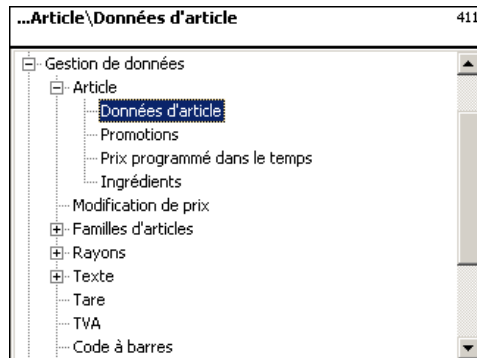 ...Article\Données d'article 411
Gestion de données
Article
Données d'article
Promotions
Prix programmé dans le temps
Ingrédients
Modification de prix
Familles d'articles
Rayons
Texte
Tare
TVA
Code à barres